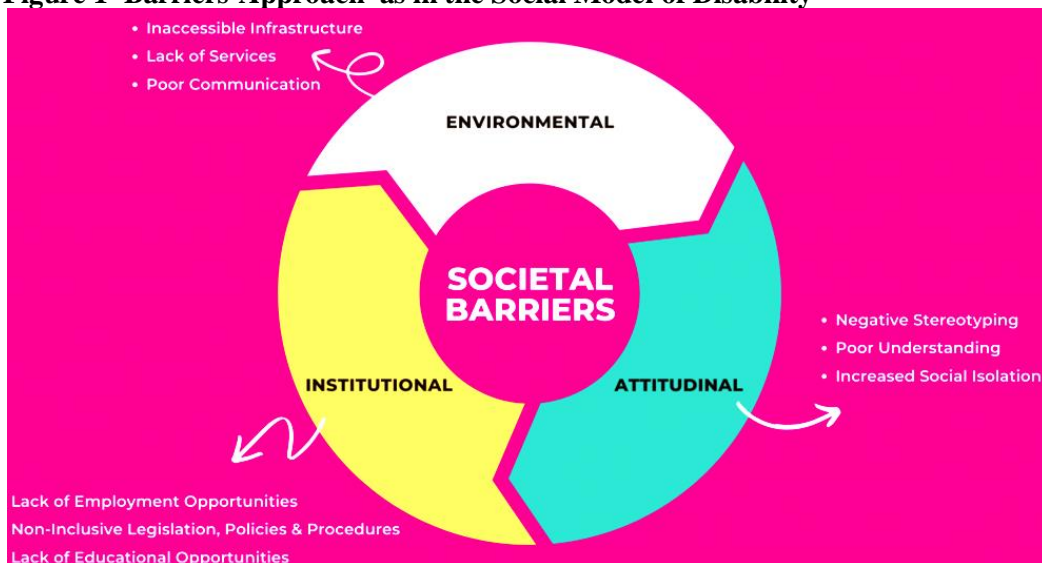 Figure 1 Barriers Approach as in the Social Model of Disability
• Inaccessible Infrastructure
• Lack of Services
• Poor Communication
ENVIRONMENTAL
SOCIETAL
BARRIERS
INSTITUTIONAL
ATTITUDINAL
• Negative Stereotyping
• Poor Understanding
• Increased Social Isolation
Lack of Employment Opportunities
Non-Inclusive Legislation, Policies & Procedures
Lack of Educational Opportunities